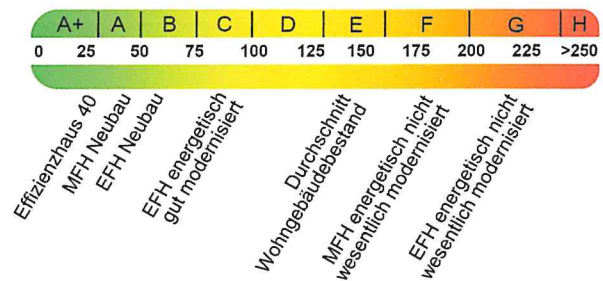 A+ A B C D E F G H
0 25 50 75 100 125 150 175 200 225 >250
Effizienzhaus 40
MFH Neubau
EFH Neubau
EFH energetisch
gut modernisiert
Durchschnitt
Wohngebäudebestand
MFH energetisch nicht
wesentlich modernisiert
EFH energetisch nicht
wesentlich modernisiert